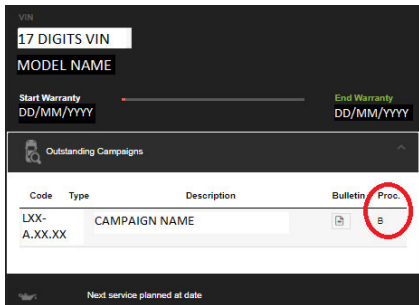 VIN
17 DIGITS VIN
MODEL NAME
Start Warranty End Warranty
DD/MM/YYYY DD/MM/YYYY
Outstanding Campaigns
Code Type Description Bulletin Proc.
LXX-
A.XX.XX CAMPAIGN NAME B
Next service planned at date